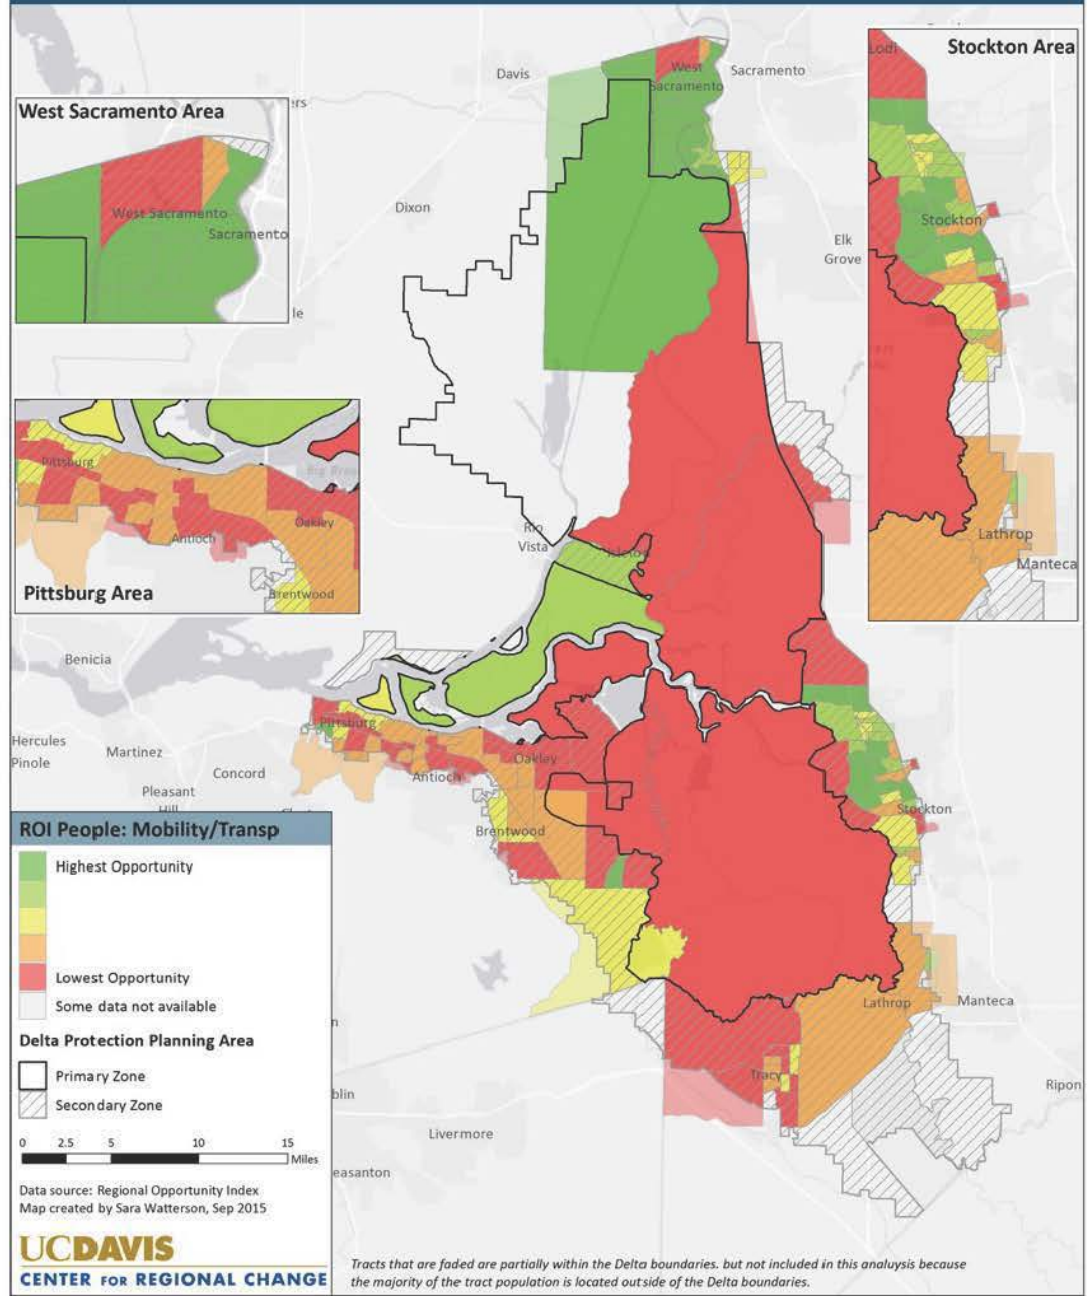 Davis
West
Sacramento
Sacramento
Dixon
Elk
Grove
Rio
Vista
West Sacramento Area
West Sacramento
Sacramento
le
Pittsburg
Antioch
Oakley
Brentwood
Pittsburg Area
Lodi
Stockton Area
Stockton
Lathrop
Manteca
Benicia
Hercules
Pinole
Martinez
Pleasant
Hill
Concord
Pittsburg
Antioch
Oakley
Brentwood
Stockton
Lathrop
Manteca
Tracy
Ripon
blin
Livermore
easanton
ROI People: Mobility/Transp
Highest Opportunity
Lowest Opportunity
Some data not available
Delta Protection Planning Area
Primary Zone
Secondary Zone
0 2.5 5 10 15
Miles
Data source: Regional Opportunity Index
Map created by Sara Watterson, Sep 2015
UCDAVIS
CENTER FOR REGIONAL CHANGE
Tracts that are faded are partially within the Delta boundaries. but not included in this analuysis because
the majority of the tract population is located outside of the Delta boundaries.